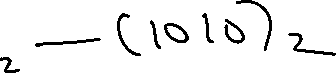 ₂ — (1010)₂